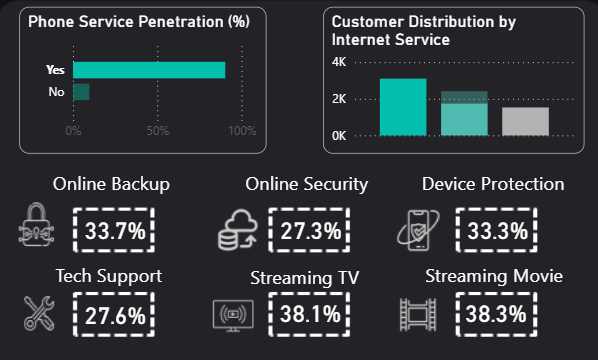 Phone Service Penetration (%)
Yes
No
0%
50%
100%
Customer Distribution by
Internet Service
4K
2K
0K
Online Backup
33.7%
Online Security
27.3%
Device Protection
33.3%
Tech Support
27.6%
Streaming TV
38.1%
Streaming Movie
38.3%